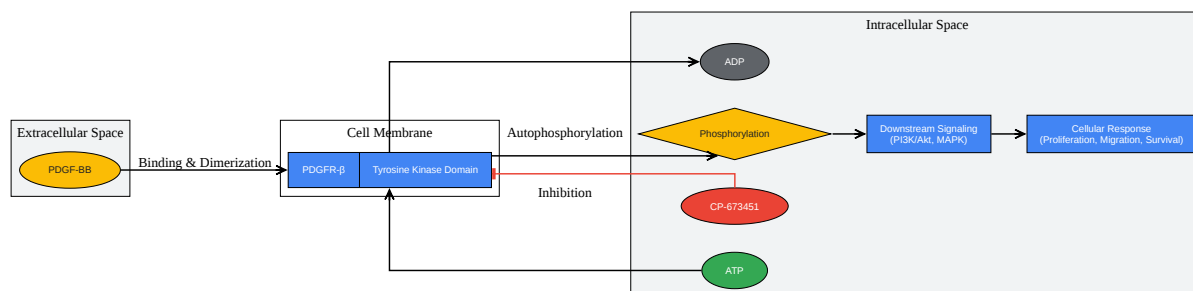 Intracellular Space
ADP
Extracellular Space
Cell Membrane
Autophosphorylation
Phosphorylation
Downstream Signaling
(PI3K/Akt, MAPK)
Cellular Response
(Proliferation, Migration, Survival)
PDGF-BB
Binding & Dimerization
PDGFR-β
Tyrosine Kinase Domain
Inhibition
CP-673451
ATP